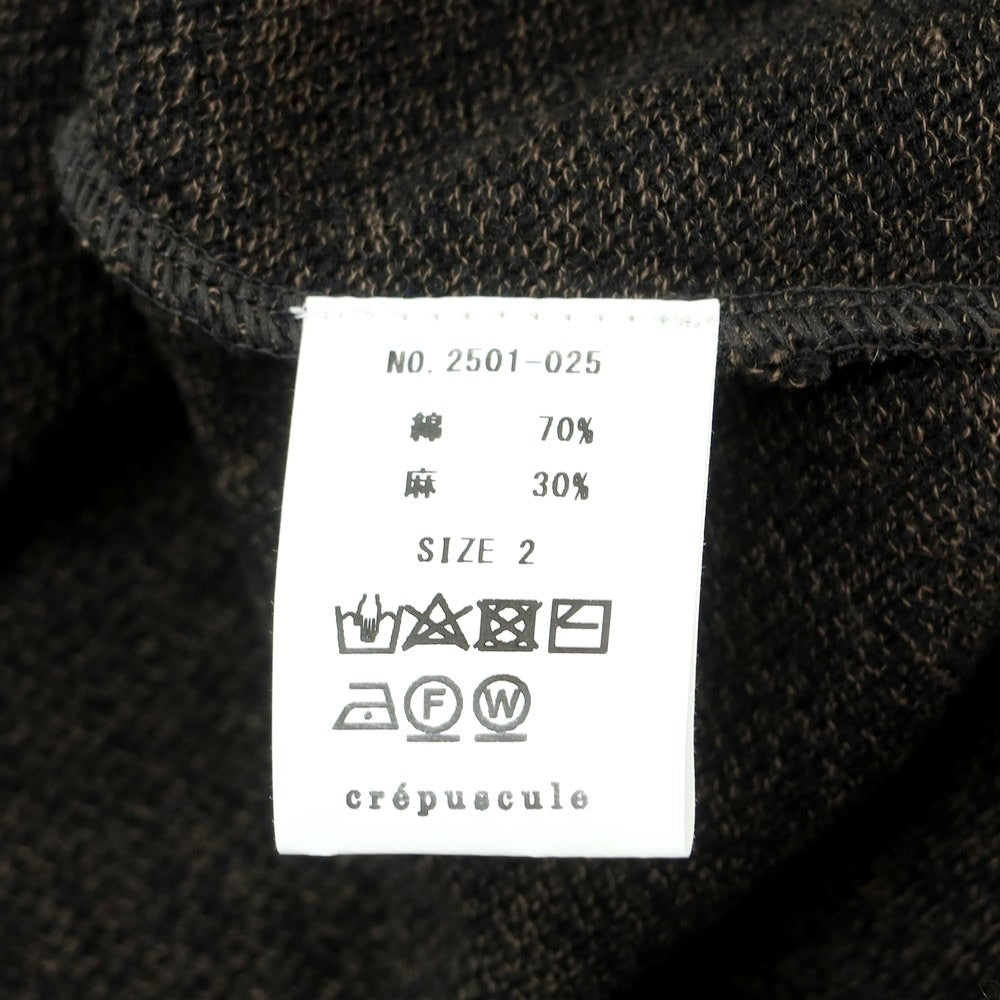 NO. 2501-025
綿 70%
麻 30%
SIZE 2
F W
crépuscule